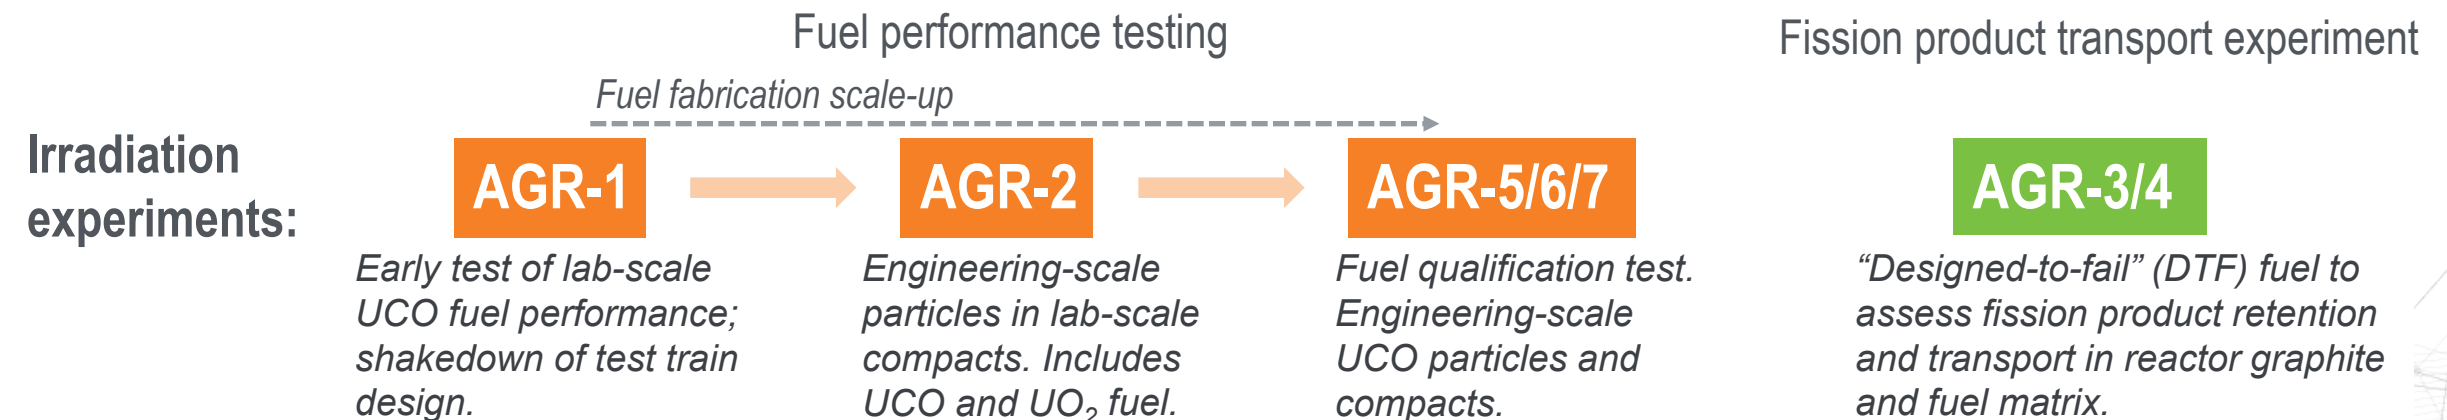 Fuel performance testing
Fission product transport experiment
Fuel fabrication scale-up
Irradiation
experiments:
AGR-1
AGR-2
AGR-5/6/7
AGR-3/4
Early test of lab-scale
UCO fuel performance;
shakedown of test train
design.
Engineering-scale
particles in lab-scale
compacts. Includes
UCO and UO₂ fuel.
Fuel qualification test.
Engineering-scale
UCO particles and
compacts.
“Designed-to-fail” (DTF) fuel to
assess fission product retention
and transport in reactor graphite
and fuel matrix.